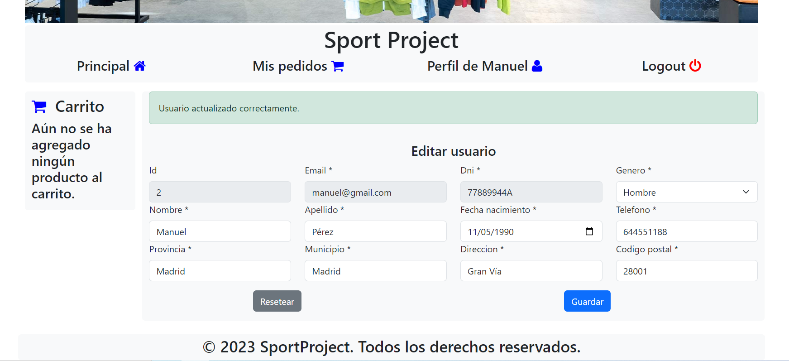 Sport Project
Principal
Mis pedidos
Perfil de Manuel
Logout
Carrito
Aún no se ha
agregado
ningún
producto al
carrito.
Usuario actualizado correctamente.
Editar usuario
Id
Email *
Dni *
Genero *
2
manuel@gmail.com
77889944A
Hombre
Nombre *
Apellido *
Fecha nacimiento *
Telefono *
Manuel
Pérez
11/05/1990
644551188
Provincia *
Municipio *
Direccion *
Codigo postal *
Madrid
Madrid
Gran Vía
28001
Resetear
Guardar
© 2023 SportProject. Todos los derechos reservados.